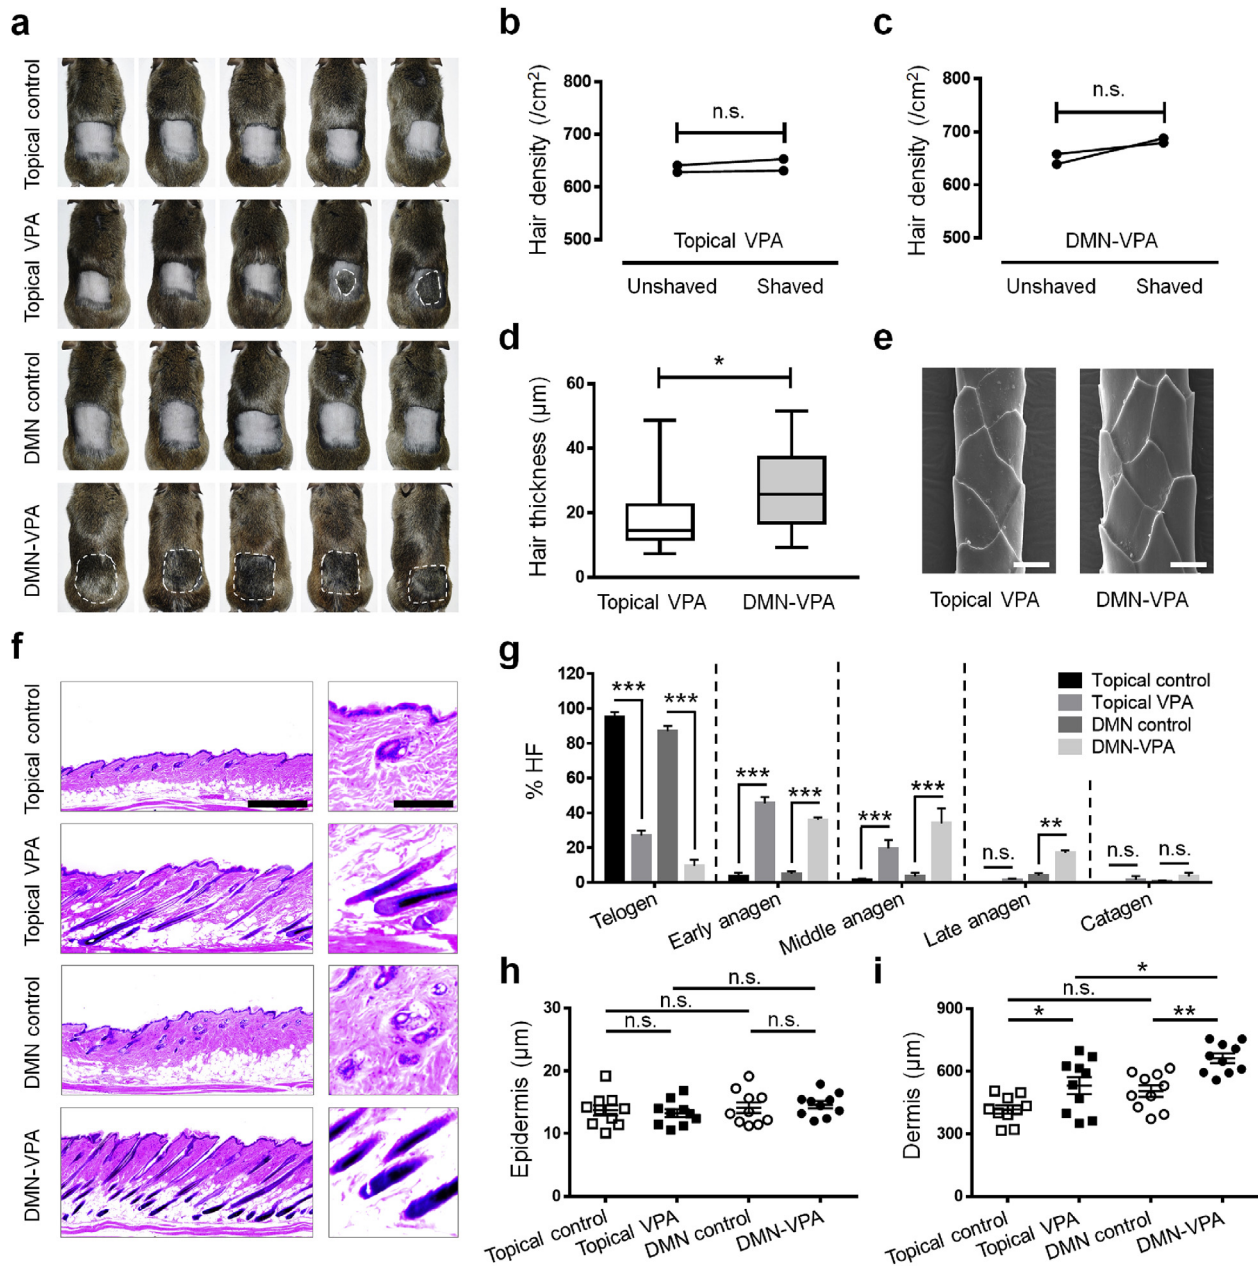 a
Topical control
Topical VPA
DMN control
DMN-VPA
b
Hair density (/cm²)
800
700
600
500
n.s.
Topical VPA
Unshaved Shaved
c
Hair density (/cm²)
800
700
600
500
n.s.
DMN-VPA
Unshaved Shaved
d
Hair thickness (µm)
60
40
20
0
*
Topical VPA DMN-VPA
e
Topical VPA DMN-VPA
f
Topical control
Topical VPA
DMN control
DMN-VPA
g
% HF
120
100
80
60
40
20
0
*** ***
*** ***
*** ***
n.s. **
n.s. n.s.
Topical control
Topical VPA
DMN control
DMN-VPA
Telogen
Early anagen
Middle anagen
Late anagen
Catagen
h
Epidermis (µm)
30
20
10
0
n.s.
n.s.
n.s. n.s.
Topical control
Topical VPA
DMN control
DMN-VPA
i
Dermis (µm)
900
600
300
0
*
n.s.
* **
Topical control
Topical VPA
DMN control
DMN-VPA